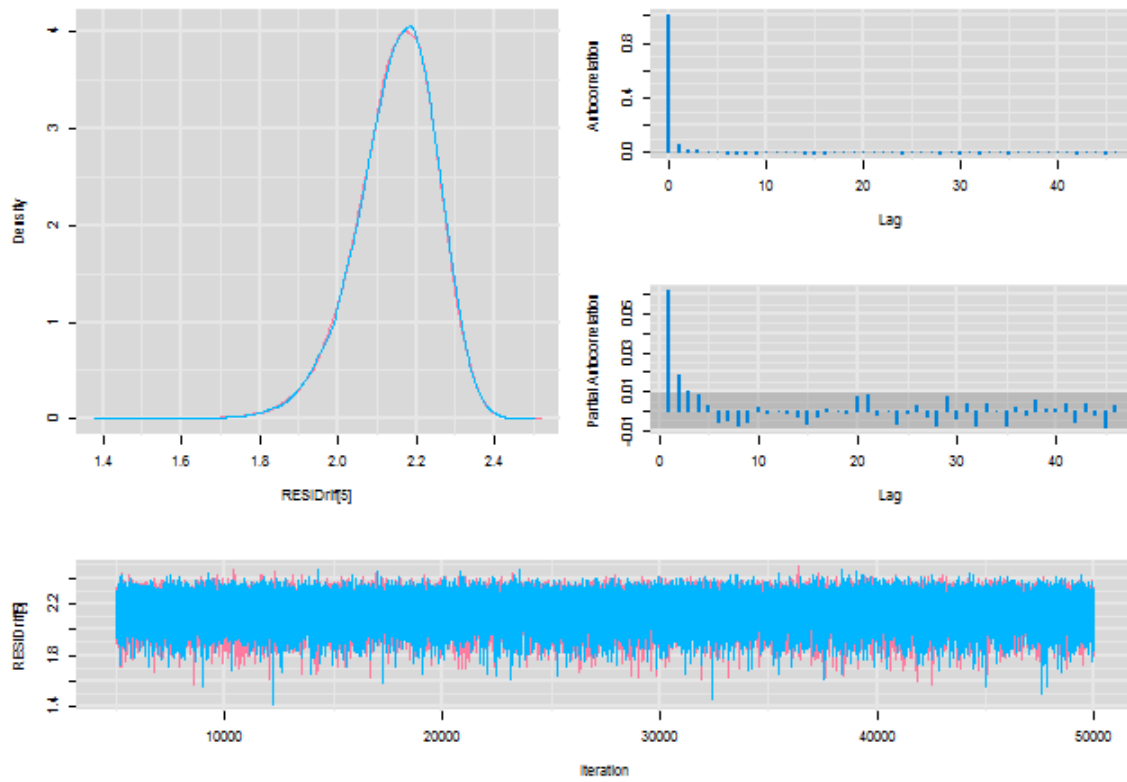 Density
4
3
2
1
0
1.4 1.6 1.8 2.0 2.2 2.4
RESIDrif[5]
Autocorrelation
0.8
0.4
0.0
0 10 20 30 40
Lag
Partial Autocorrelation
0.05
0.03
0.01
-0.01
0 10 20 30 40
Lag
RESIDrif[5]
2.2
1.8
1.4
10000 20000 30000 40000 50000
Iteration